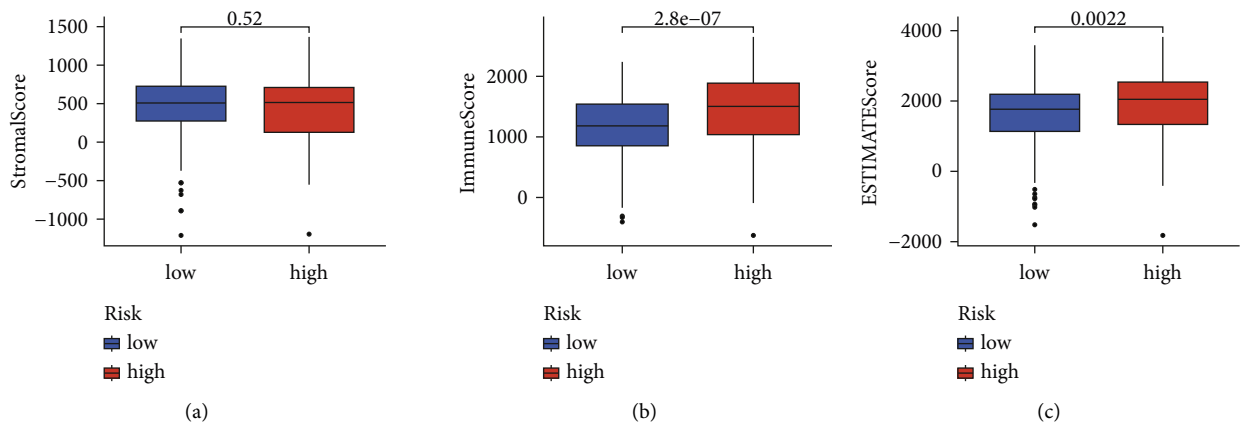 0.52
StromalScore
1500
1000
500
0
−500
−1000
low
high
Risk
low
high
(a)
2.8e−07
ImmuneScore
2000
1000
0
low
high
Risk
low
high
(b)
0.0022
ESTIMATEScore
4000
2000
0
−2000
low
high
Risk
low
high
(c)